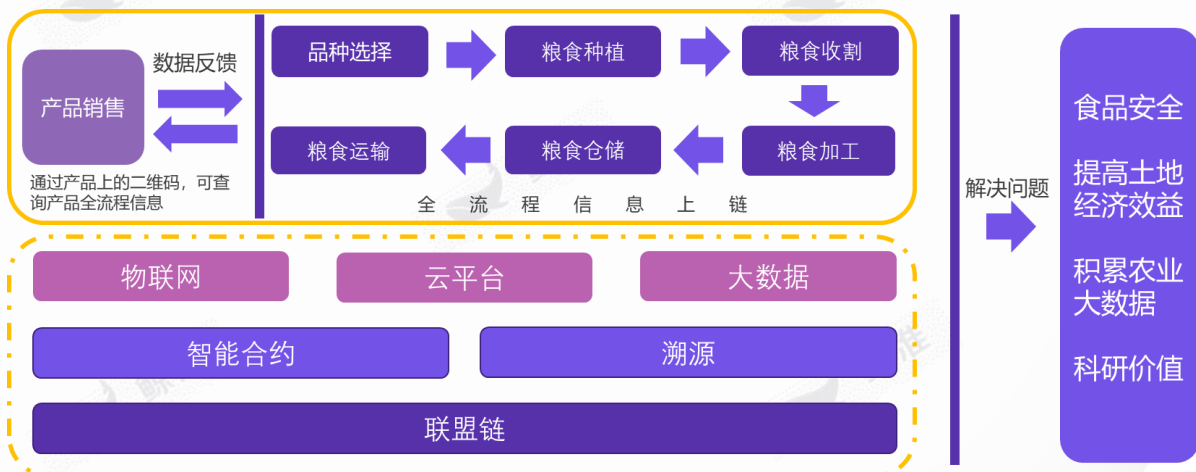 产品销售
数据反馈
通过产品上的二维码，可查
询产品全流程信息
品种选择
粮食种植
粮食收割
粮食加工
粮食仓储
粮食运输
全流程信息上链
物联网
云平台
大数据
智能合约
溯源
联盟链
解决问题
食品安全
提高土地
经济效益
积累农业
大数据
科研价值